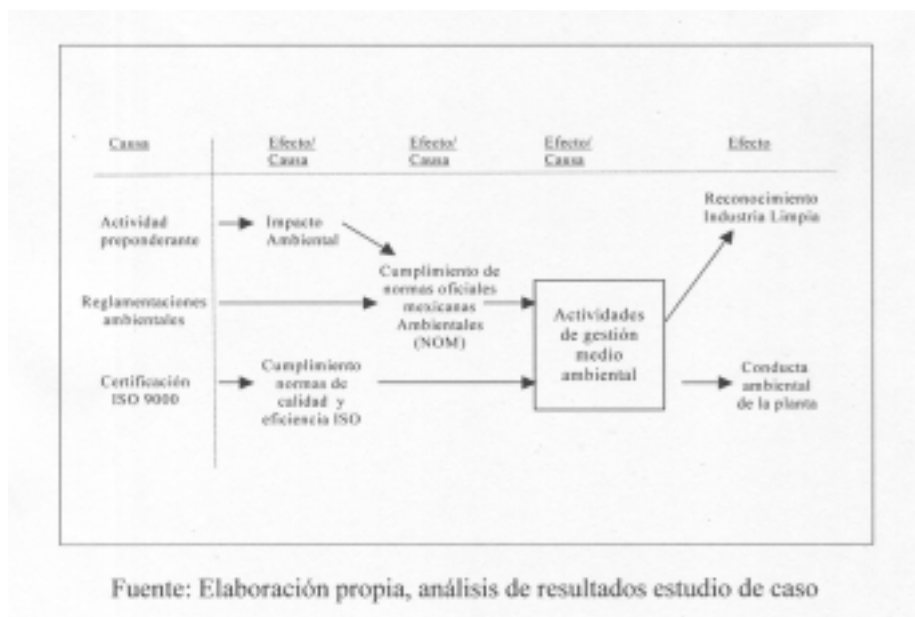 Causa
Efecto/
Causa
Efecto/
Causa
Efecto/
Causa
Efecto
Actividad
preponderante
Impacto
Ambiental
Reconocimiento
Industria Limpia
Reglamentaciones
ambientales
Cumplimiento de
normas oficiales
mexicanas
Ambientales
(NOM)
Actividades
de gestión
medio
ambiental
Certificación
ISO 9000
Cumplimiento
normas de
calidad y
eficiencia ISO
Conducta
ambiental
de la planta
Fuente: Elaboración propia, análisis de resultados estudio de caso